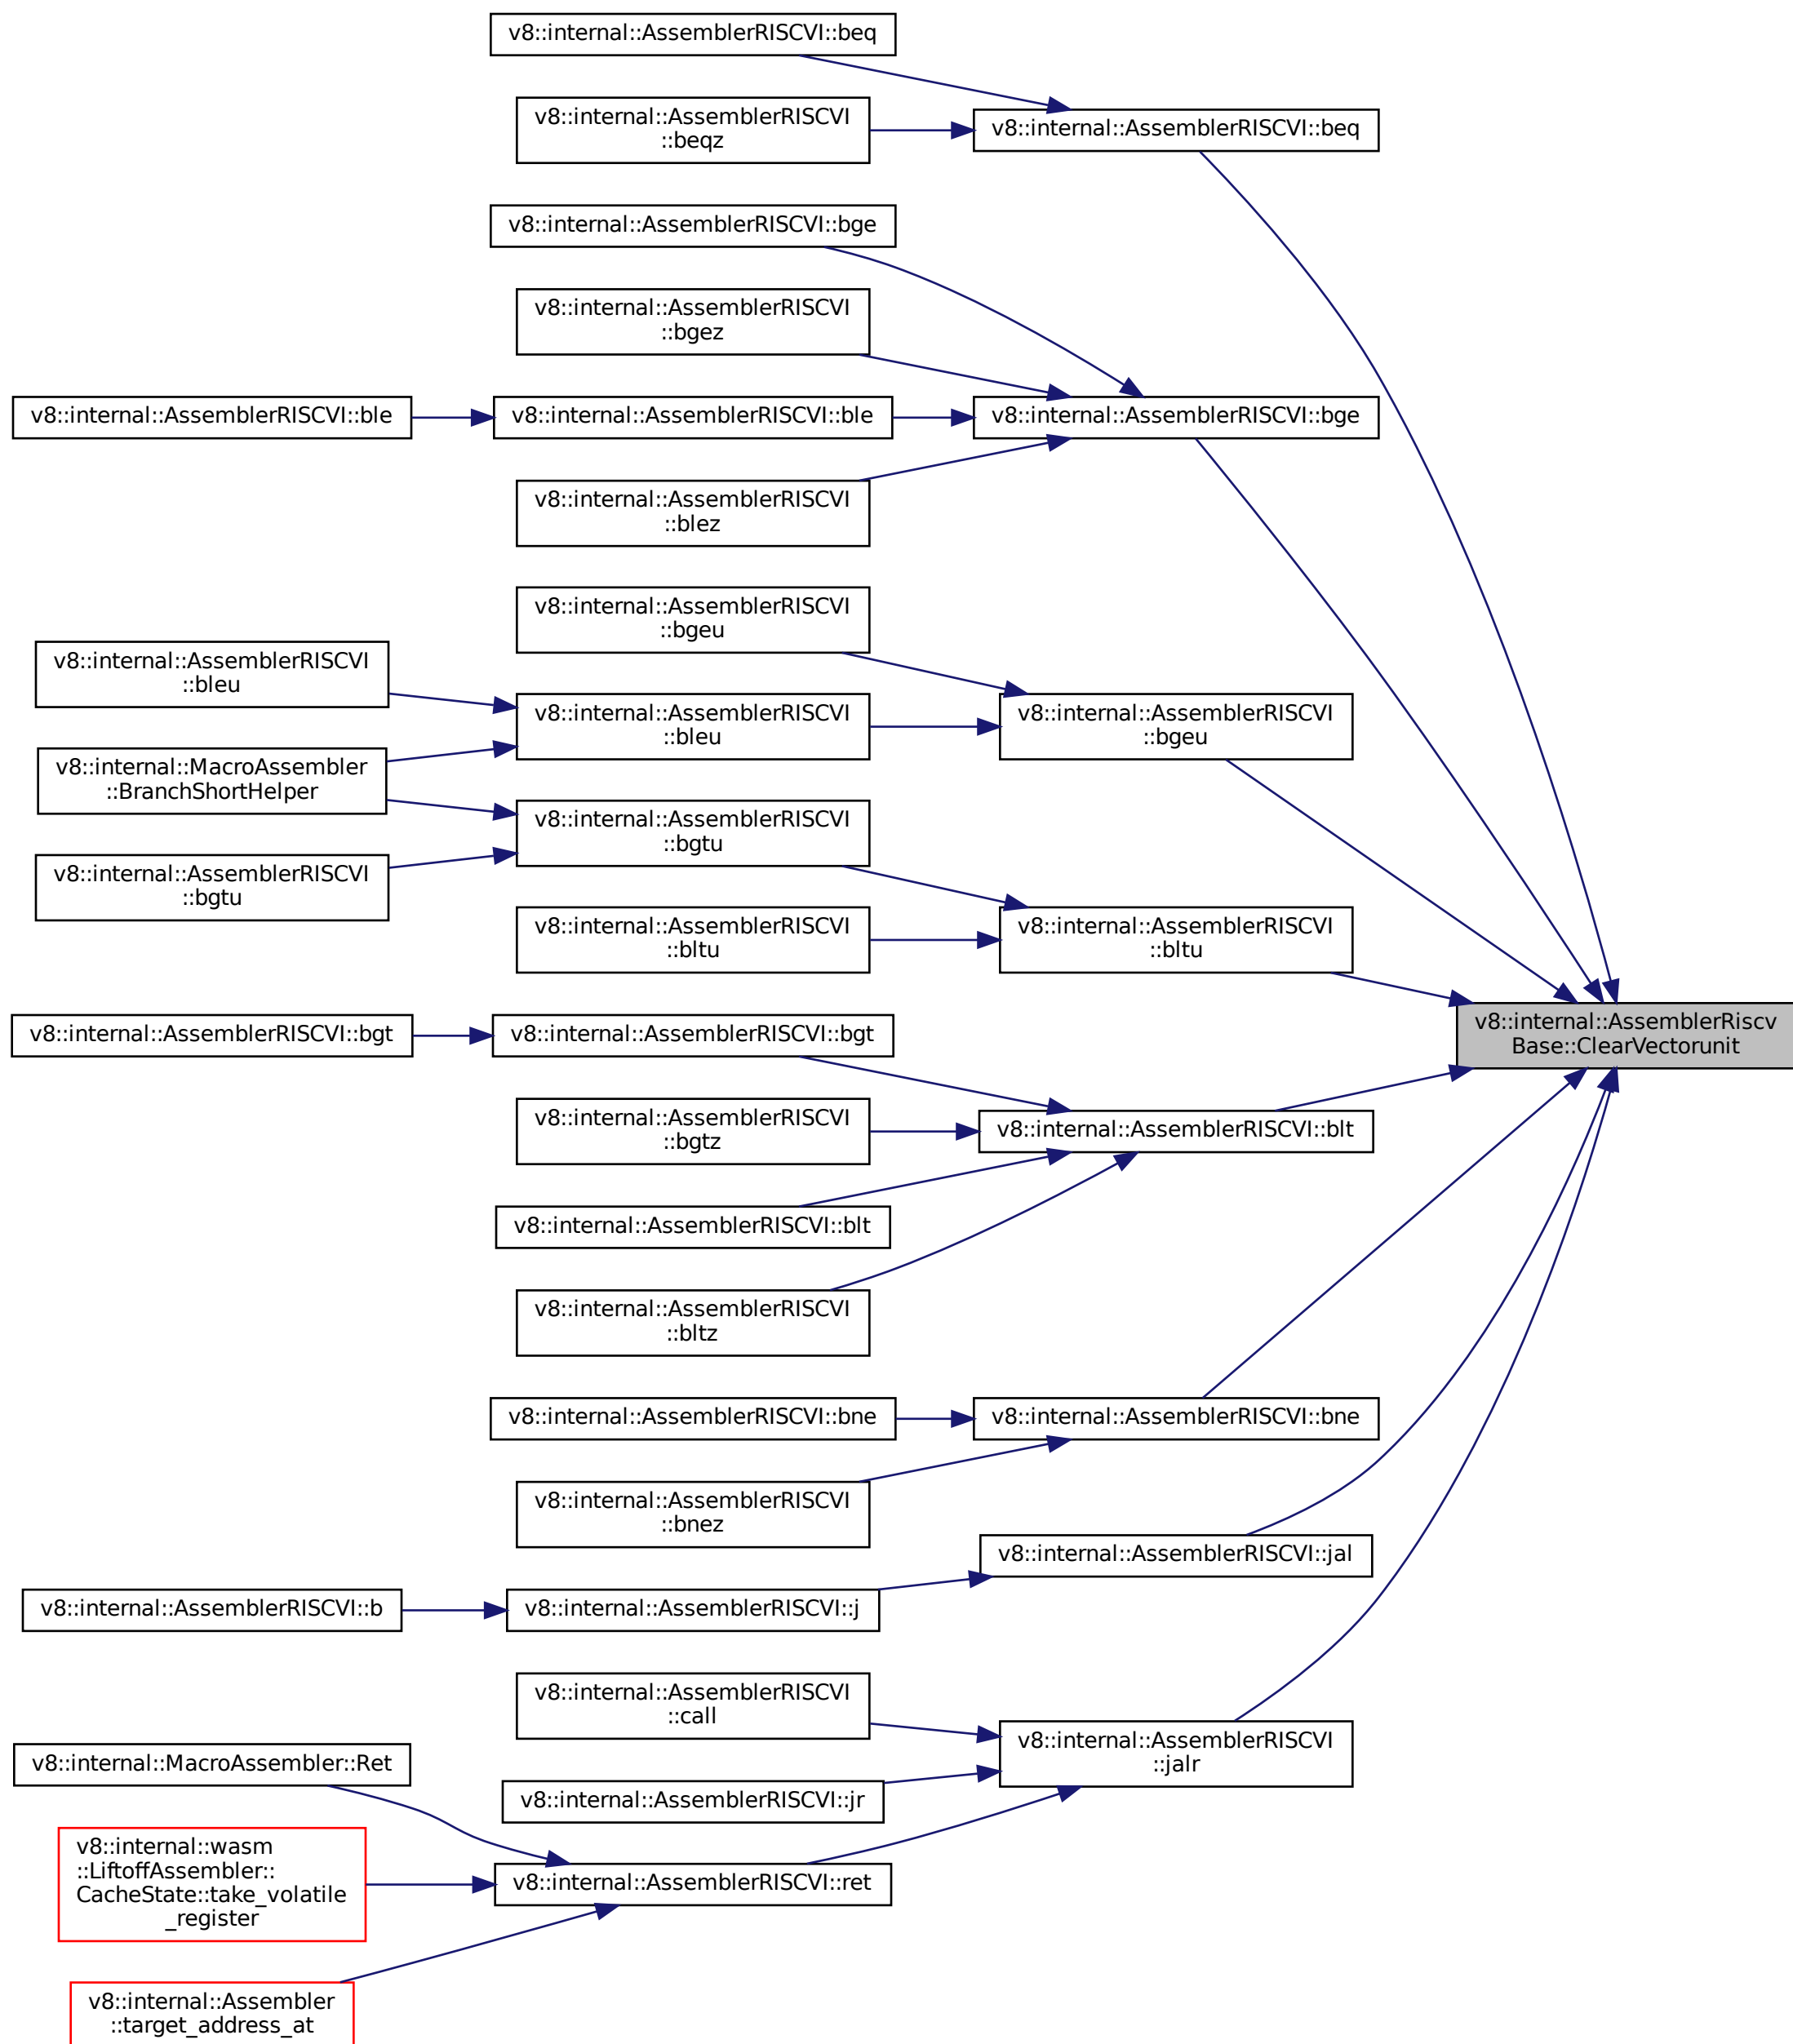 v8::internal::AssemblerRISCVI::beq
v8::internal::AssemblerRISCVI
::beqz
v8::internal::AssemblerRISCVI::beq
v8::internal::AssemblerRISCVI::bge
v8::internal::AssemblerRISCVI
::bgez
v8::internal::AssemblerRISCVI::ble
v8::internal::AssemblerRISCVI::ble
v8::internal::AssemblerRISCVI::bge
v8::internal::AssemblerRISCVI
::blez
v8::internal::AssemblerRISCVI
::bgeu
v8::internal::AssemblerRISCVI
::bleu
v8::internal::AssemblerRISCVI
::bleu
v8::internal::AssemblerRISCVI
::bgeu
v8::internal::MacroAssembler
::BranchShortHelper
v8::internal::AssemblerRISCVI
::bgtu
v8::internal::AssemblerRISCVI
::bgtu
v8::internal::AssemblerRISCVI
::bltu
v8::internal::AssemblerRISCVI
::bltu
v8::internal::AssemblerRiscv
Base::ClearVectorunit
v8::internal::AssemblerRISCVI::bgt
v8::internal::AssemblerRISCVI::bgt
v8::internal::AssemblerRISCVI
::bgtz
v8::internal::AssemblerRISCVI::blt
v8::internal::AssemblerRISCVI::blt
v8::internal::AssemblerRISCVI
::bltz
v8::internal::AssemblerRISCVI::bne
v8::internal::AssemblerRISCVI::bne
v8::internal::AssemblerRISCVI
::bnez
v8::internal::AssemblerRISCVI::jal
v8::internal::AssemblerRISCVI::b
v8::internal::AssemblerRISCVI::j
v8::internal::AssemblerRISCVI
::call
v8::internal::AssemblerRISCVI
::jalr
v8::internal::MacroAssembler::Ret
v8::internal::AssemblerRISCVI::jr
v8::internal::wasm
::LiftoffAssembler::
CacheState::take_volatile
_register
v8::internal::AssemblerRISCVI::ret
v8::internal::Assembler
::target_address_at